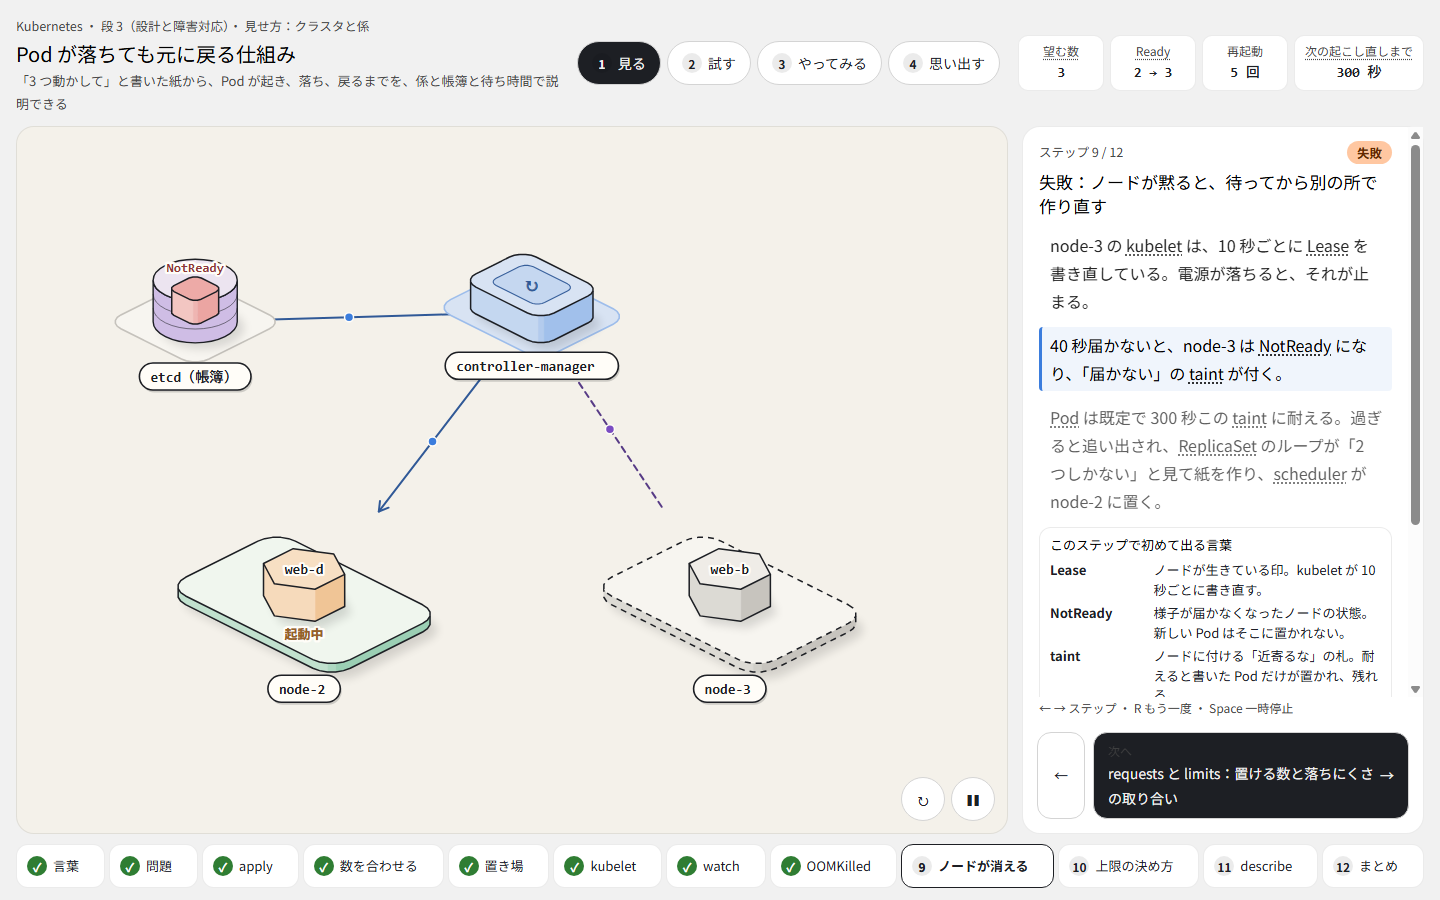 Kubernetes ・ 段 3（設計と障害対応）・ 見せ方：クラスタと係
Pod が落ちても元に戻る仕組み
「3 つ動かして」と書いた紙から、Pod が起き、落ち、戻るまでを、係と帳簿と待ち時間で説
明できる
1 見る
2 試す
3 やってみる
4 思い出す
望む数
3
Ready
2 → 3
再起動
5 回
次の起こし直しまで
300 秒
NotReady
etcd（帳簿）
↻
controller-manager
web-d
起動中
node-2
web-b
node-3
↻
ステップ 9 / 12
失敗
失敗：ノードが黙ると、待ってから別の所で
作り直す
node-3 の kubelet は、10 秒ごとに Lease を
書き直している。電源が落ちると、それが止
まる。
40 秒届かないと、node-3 は NotReady にな
り、「届かない」の taint が付く。
Pod は既定で 300 秒この taint に耐える。過ぎ
ると追い出され、ReplicaSet のループが「2
つしかない」と見て紙を作り、scheduler が
node-2 に置く。
このステップで初めて出る言葉
Lease
ノードが生きている印。kubelet が 10
秒ごとに書き直す。
NotReady
様子が届かなくなったノードの状態。
新しい Pod はそこに置かれない。
taint
ノードに付ける「近寄るな」の札。耐
えると書いた Pod だけが置かれ、残れ
る
←→ ステップ ・ R もう一度 ・ Space 一時停止
←
次へ
requests と limits：置ける数と落ちにくさ →
の取り合い
✓ 言葉
✓ 問題
✓ apply
✓ 数を合わせる
✓ 置き場
✓ kubelet
✓ watch
✓ OOMKilled
9 ノードが消える
10 上限の決め方
11 describe
12 まとめ